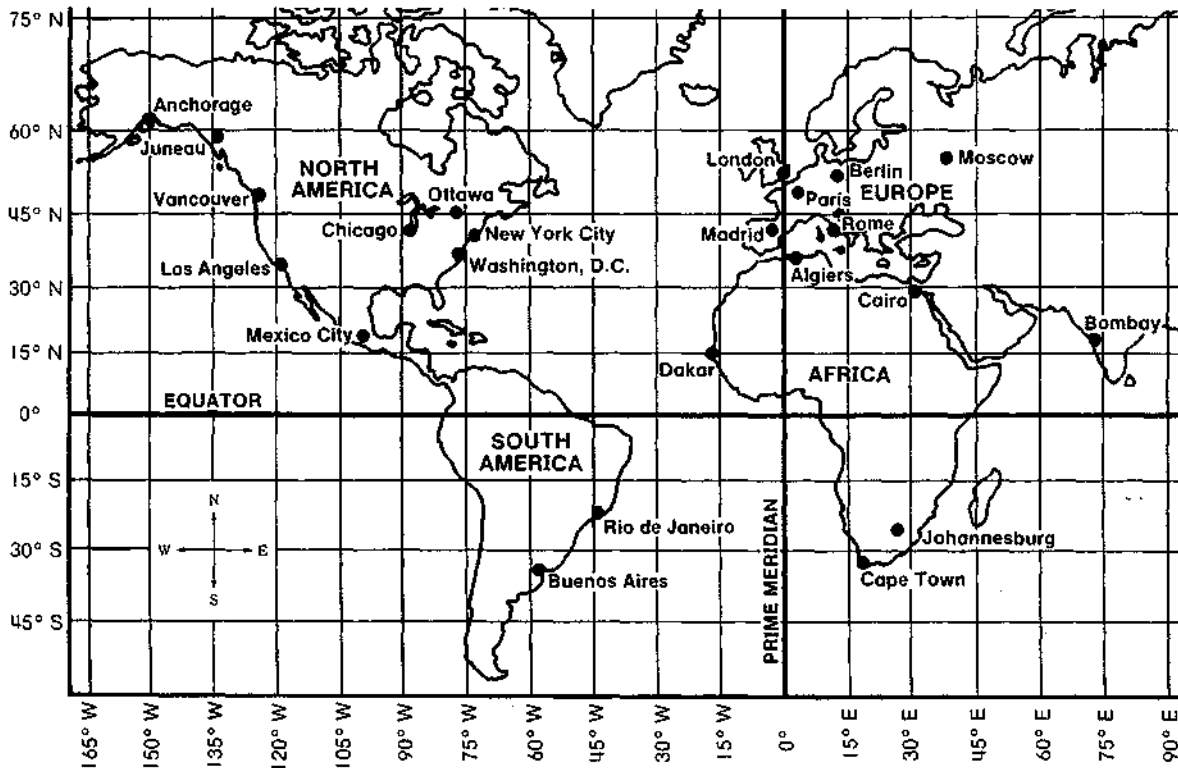 75° N
Anchorage
60° N
Juneau
London
Berlin
Moscow
NORTH
AMERICA
Ottawa
Vancouver
Paris
EUROPE
45° N
Chicago
New York City
Madrid
Rome
Los Angeles
Washington, D.C.
Algiers
30° N
Cairo
Mexico City
Bombay
15° N
Dakar
AFRICA
EQUATOR
0°
SOUTH
AMERICA
15° S
N
Rio de Janeiro
Johannesburg
30° S
W
E
Buenos Aires
Cape Town
S
45° S
PRIME MERIDIAN
165° W
150° W
135° W
120° W
105° W
90° W
75° W
60° W
45° W
30° W
15° W
0°
15° E
30° E
45° E
60° E
75° E
90° E